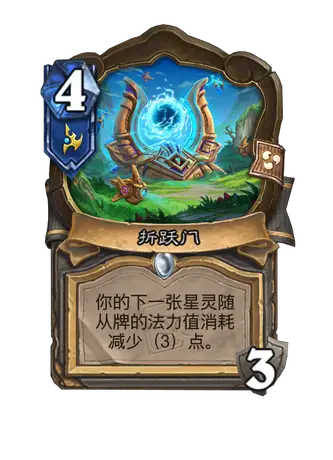 4
折跃门
你的下一张星灵随
从牌的法力值消耗
减少（3）点。
3